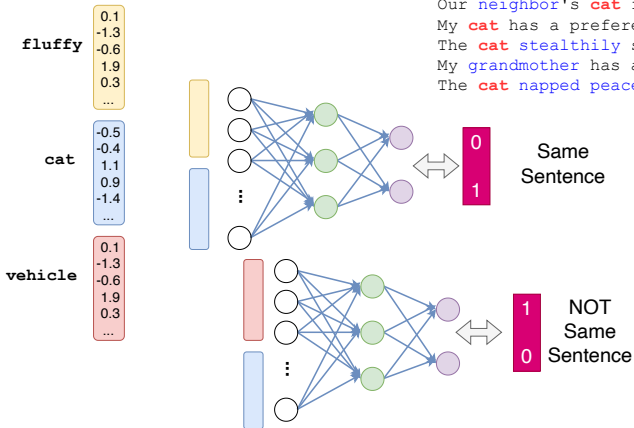 Our neighbor's cat
My cat has a preference
The cat stealthily
My grandmother has a
The cat napped
fluffy
0.1
-1.3
-0.6
1.9
0.3
...
cat
-0.5
-0.4
1.1
0.9
-1.4
...
vehicle
0.1
-1.3
-0.6
1.9
0.3
...
...
0
1
Same
Sentence
...
1
0
NOT
Same
Sentence